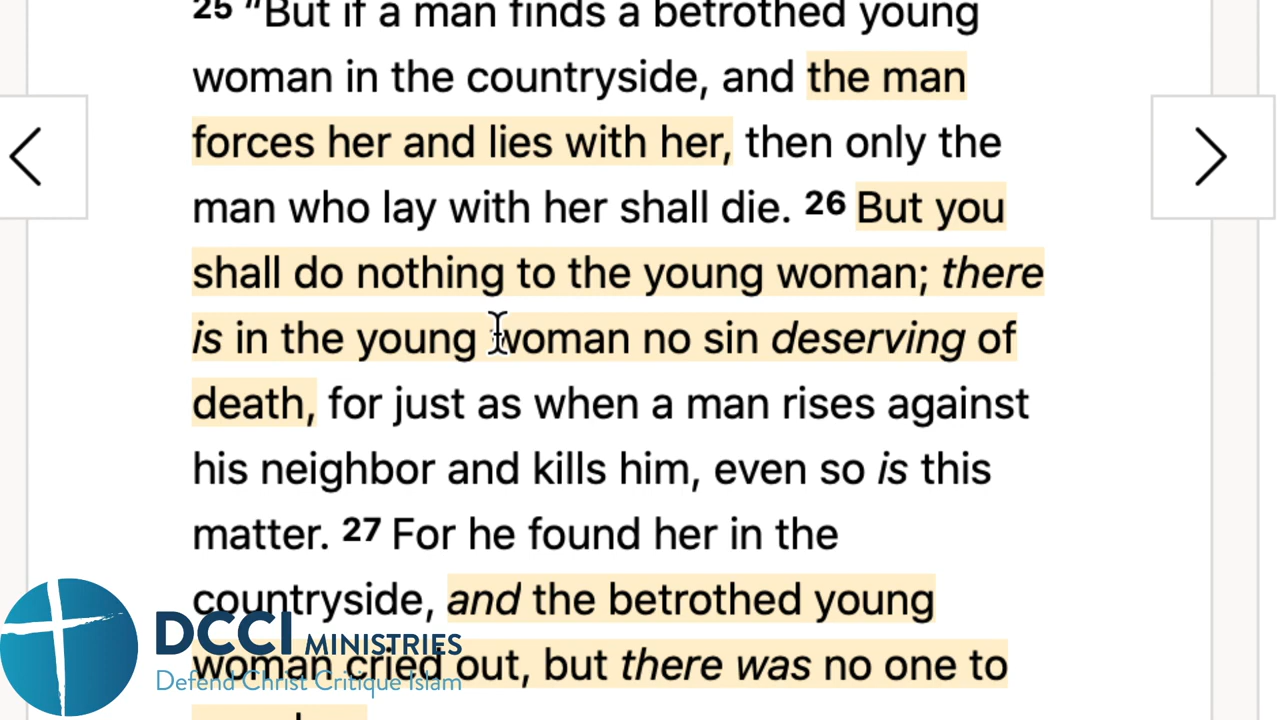 25 “But if a man finds a betrothed young
woman in the countryside, and the man
forces her and lies with her, then only the
man who lay with her shall die. 26 But you
shall do nothing to the young woman; there
is in the young woman no sin deserving of
death, for just as when a man rises against
his neighbor and kills him, even so is this
matter. 27 For he found her in the
countryside, and the betrothed young
woman cried out, but there was no one to
DCCI MINISTRIES
Defend Christ Critique Islam